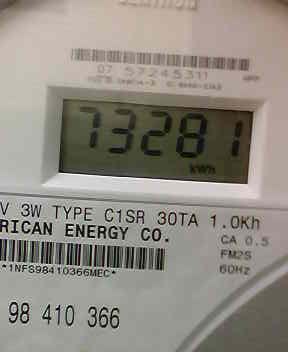 07 57245311
73281
kWh
V 3W TYPE C1SR 30TA 1.0Kh
RICAN ENERGY CO.
CA 0.5
FM2S
60Hz
*1NFS98410366MEC*
98 410 366